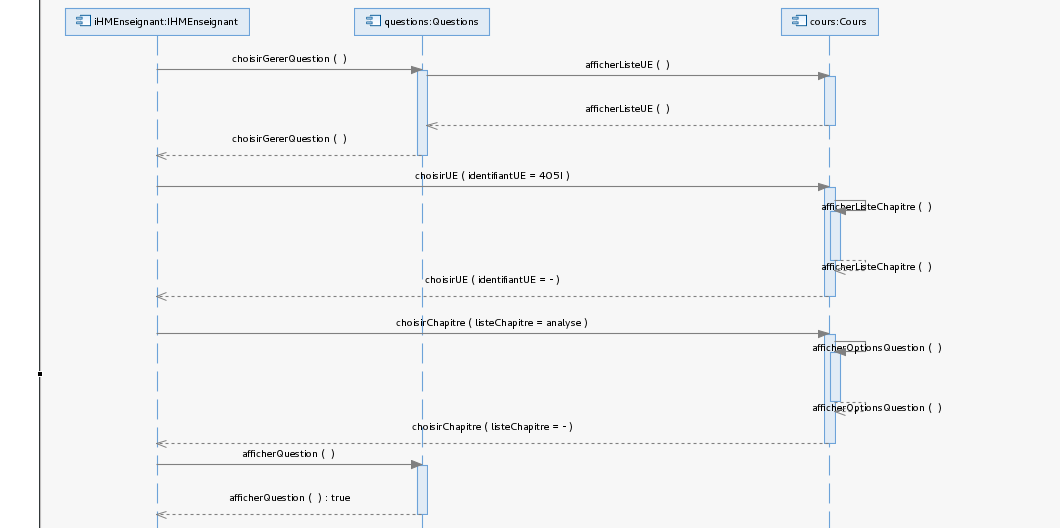 iHMEnseignant:IHMEnseignant
questions:Questions
cours:Cours
choisirGererQuestion ( )
afficherListeUE ( )
afficherListeUE ( )
choisirGererQuestion ( )
choisirUE ( identifiantUE = 405I )
afficherListeChapitre ( )
afficherListeChapitre ( )
choisirUE ( identifiantUE = - )
choisirChapitre ( listeChapitre = analyse )
afficherOptionsQuestion ( )
afficherOptionsQuestion ( )
choisirChapitre ( listeChapitre = - )
afficherQuestion ( )
afficherQuestion ( ) : true